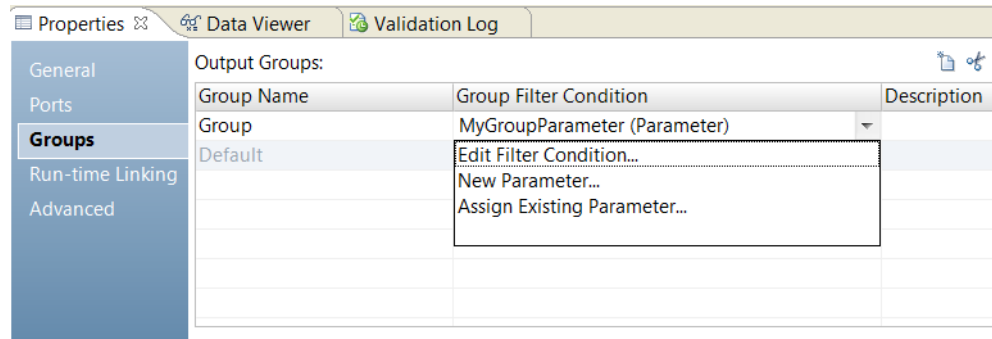 Properties Data Viewer Validation Log
General
Ports
Groups
Run-time Linking
Advanced
Output Groups:
Group Name Group Filter Condition Description
Group MyGroupParameter (Parameter)
Default
Edit Filter Condition...
New Parameter...
Assign Existing Parameter...